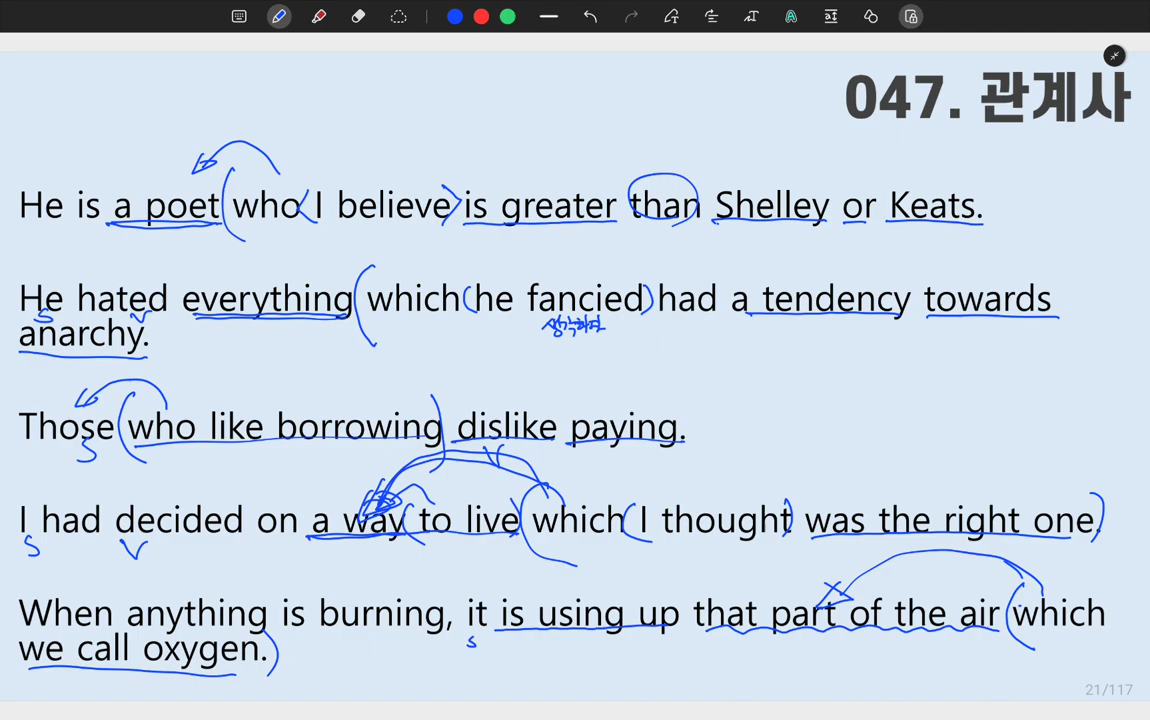 047. 관계사
He is a poet who I believe is greater than Shelley or Keats.
He hated everything which he fancied had a tendency towards
S V 생각하다
anarchy.
Those who like borrowing dislike paying.
S V
I had decided on a way to live which I thought was the right one.
S V
When anything is burning, it is using up that part of the air which
S
we call oxygen.
21/117